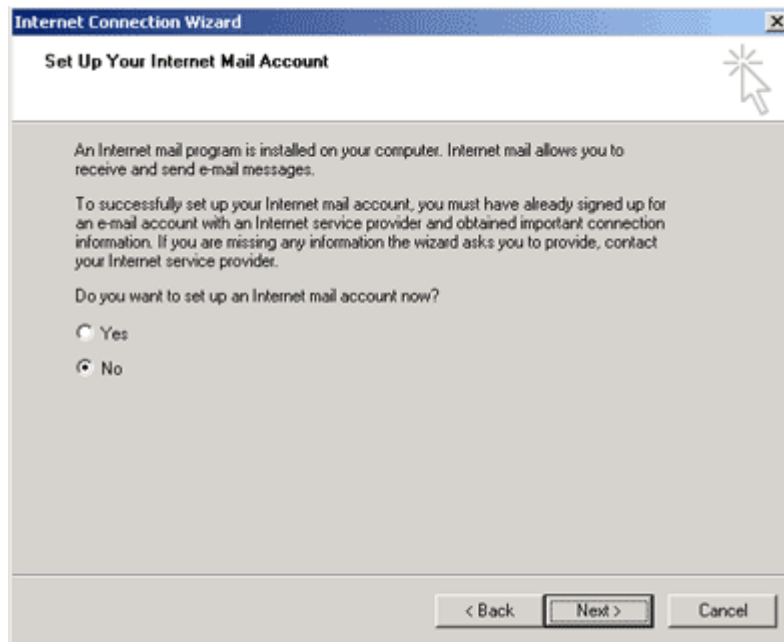 Internet Connection Wizard
Set Up Your Internet Mail Account
An Internet mail program is installed on your computer. Internet mail allows you to
receive and send e-mail messages.
To successfully set up your Internet mail account, you must have already signed up for
an e-mail account with an Internet service provider and obtained important connection
information. If you are missing any information the wizard asks you to provide, contact
your Internet service provider.
Do you want to set up an Internet mail account now?
Yes
No
< Back Next > Cancel